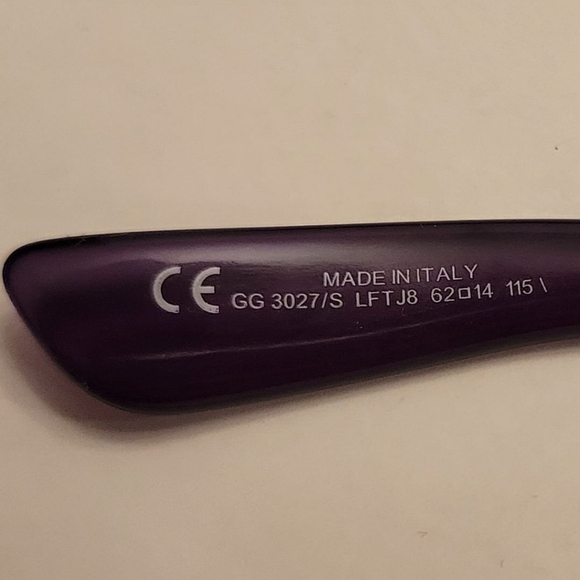 MADE IN ITALY
CE GG 3027/S LFTJ8 62□14 115 \